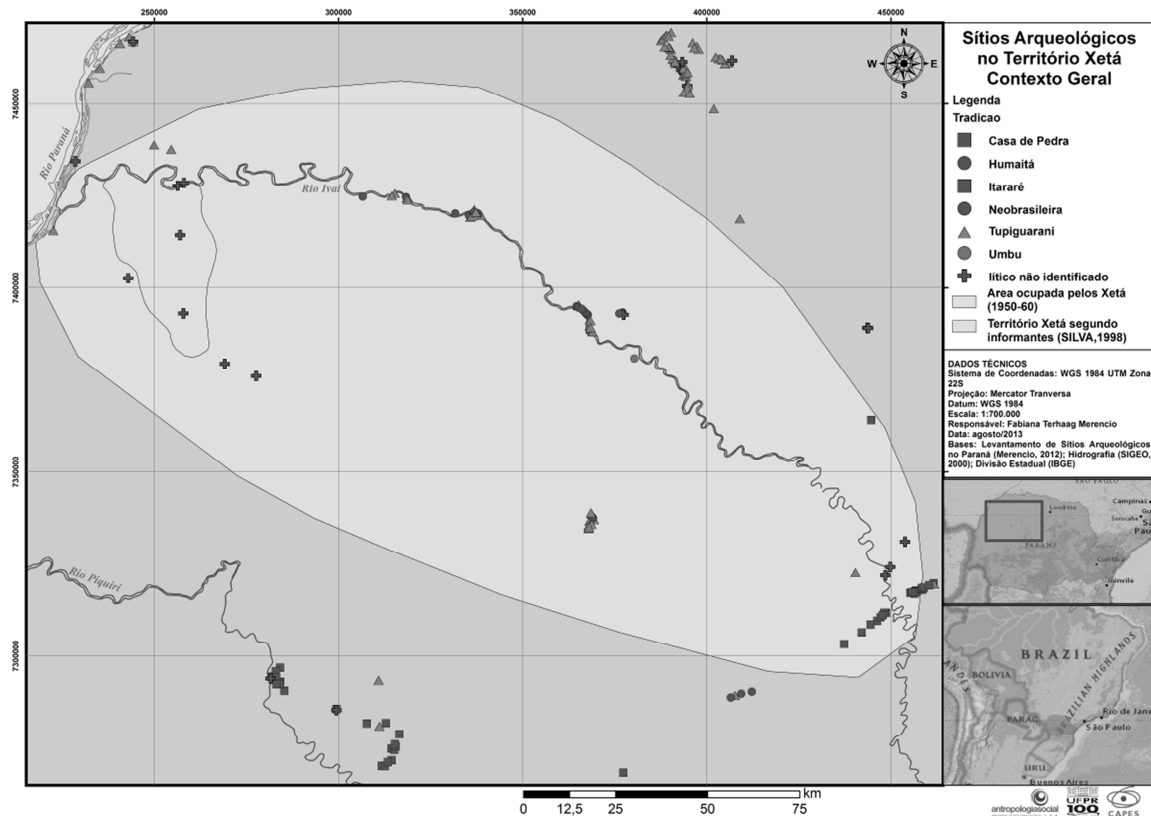 250000
300000
350000
400000
450000
7450000
7400000
7350000
7300000
Rio Paraná
Rio Ivaí
Rio Piquiri
N
W
E
S
0
12,5
25
50
75
km
Sítios Arqueológicos
no Território Xetá
Contexto Geral
Legenda
Tradicao
Casa de Pedra
Humaitá
Itararé
Neobrasileira
Tupiguarani
Umbu
lítico não identificado
Area ocupada pelos Xetá
(1950-60)
Território Xetá segundo
informantes (SILVA,1998)
DADOS TÉCNICOS
Sistema de Coordenadas: WGS 1984 UTM Zona
22S
Projeção: Mercator Tranversa
Datum: WGS 1984
Escala: 1:700.000
Responsável: Fabiana Terhaag Merencio
Data: agosto/2013
Bases: Levantamento de Sítios Arqueológicos
no Paraná (Merencio, 2012); Hidrografia (SIGEO,
2000); Divisão Estadual (IBGE)
SAO PAULO
Londrina
Campinas
Sorocaba
PARANÁ
Curitiba
Joinvile
BRAZIL
BOLIVIA
ANDES
BRAZILIAN HIGHLANDS
PARAG.
Rio de Jane
São Paulo
URU.
Buenos Aires
antropologiasocial
UFPR
100
CAPES